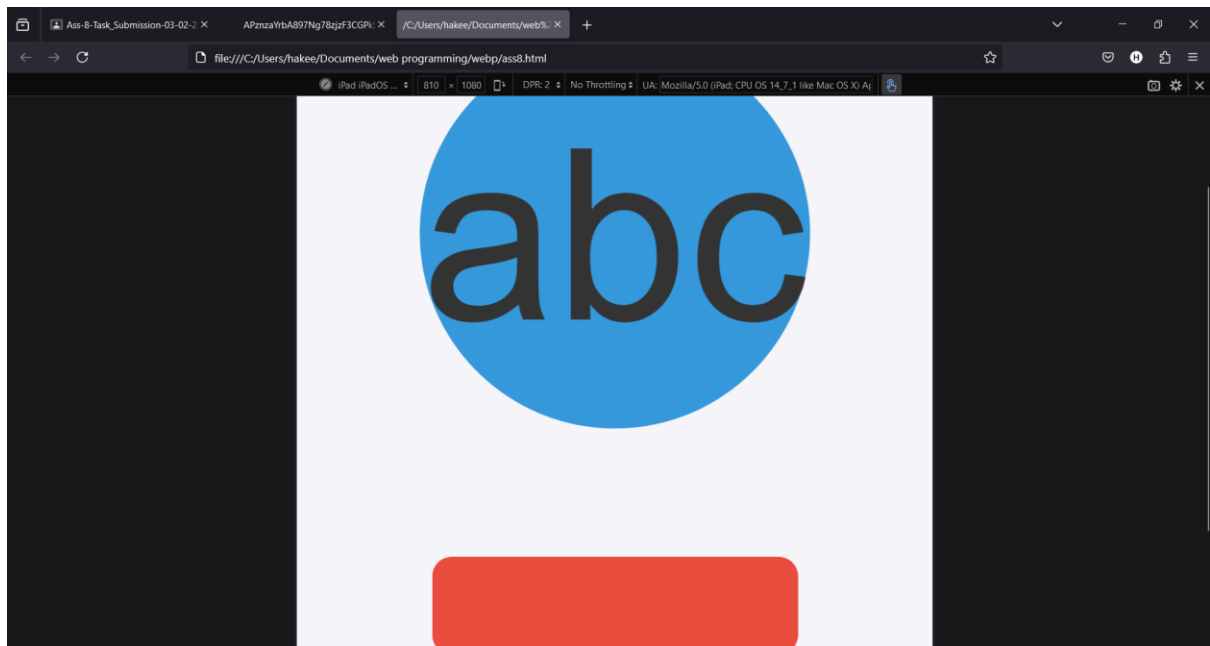 Ass-8-Task_Submission-03-02-2
APznzaYrbA897Ng78zjzF3CGPk
/C:/Users/hakee/Documents/web%2
file:///C:/Users/hakee/Documents/web programming/webp/ass8.html
H
iPad iPadOS ... 810 × 1080 DPR: 2 No Throttling UA: Mozilla/5.0 (iPad; CPU OS 14_7_1 like Mac OS X) A
abc